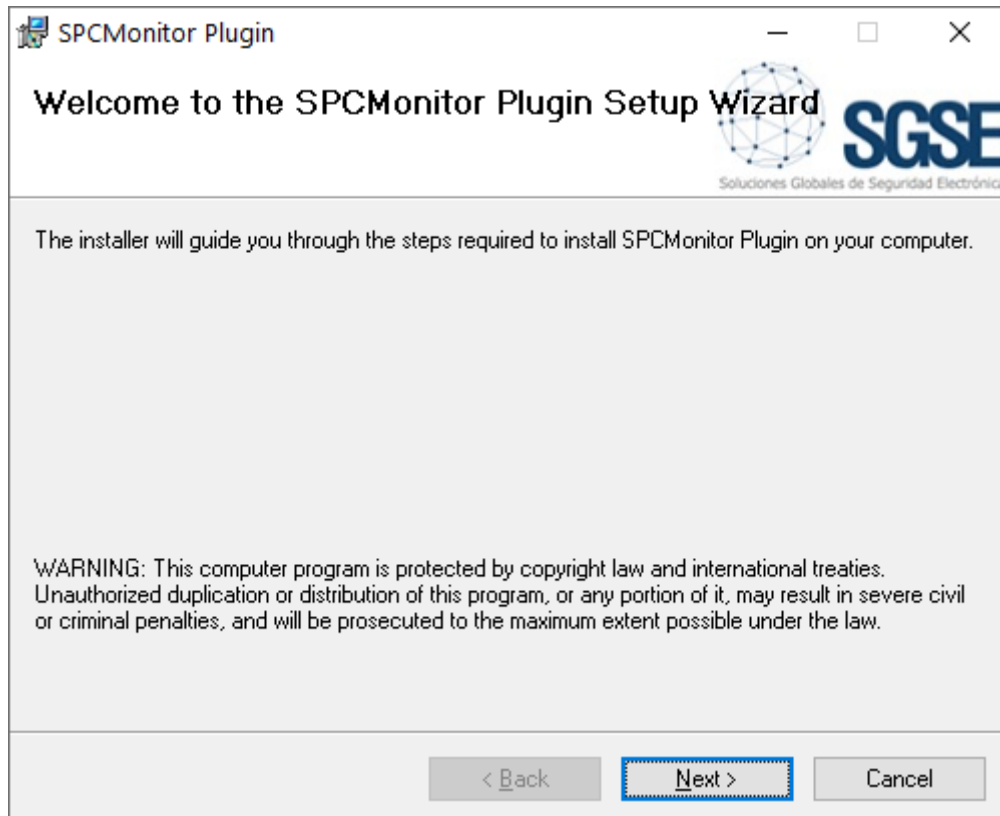 SPCMonitor Plugin
Welcome to the SPCMonitor Plugin Setup Wizard
SGSE
Soluciones Globales de Seguridad Electrónica
The installer will guide you through the steps required to install SPCMonitor Plugin on your computer.
WARNING: This computer program is protected by copyright law and international treaties.
Unauthorized duplication or distribution of this program, or any portion of it, may result in severe civil
or criminal penalties, and will be prosecuted to the maximum extent possible under the law.
< Back Next > Cancel